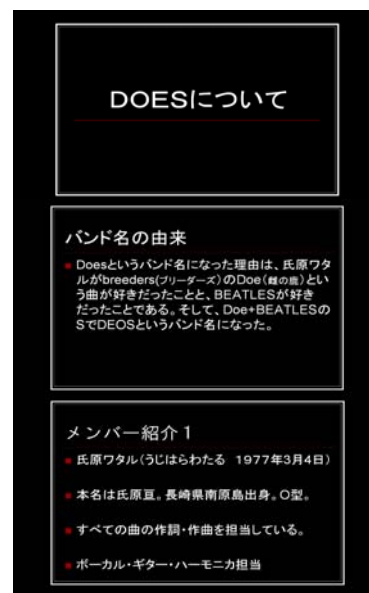 DOESについて
バンド名の由来
Doesというバンド名になった理由は、氏原ワタ
ルがbreeders(ブリーダーズ)のDoe(雌の鹿)とい
う曲が好きだったことと、BEATLESが好き
だったことである。そして、Doe+BEATLESの
SでDEOSというバンド名になった。
メンバー紹介1
氏原ワタル(うじはらわたる　1977年3月4日)
本名は氏原亘。長崎県南原島出身。O型。
すべての曲の作詞・作曲を担当している。
ボーカル・ギター・ハーモニカ担当